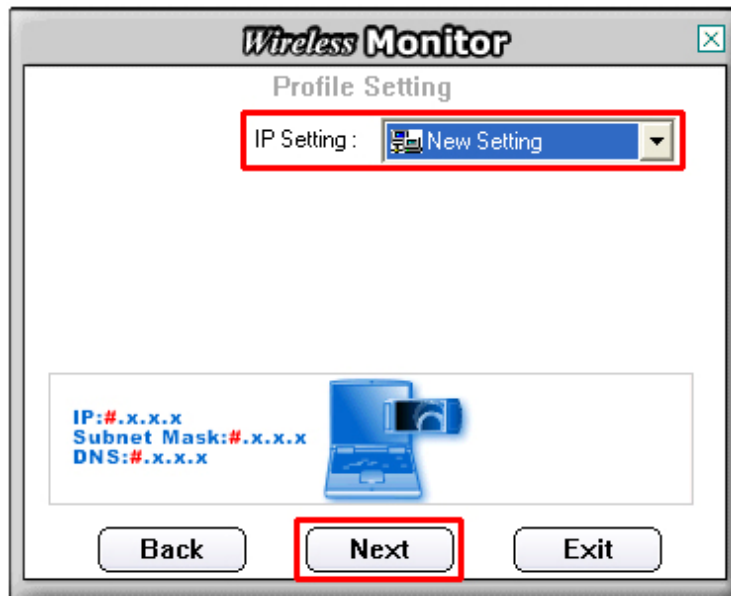 Wireless Monitor
Profile Setting
IP Setting : New Setting
IP:#.x.x.x
Subnet Mask:#.x.x.x
DNS:#.x.x.x
Back Next Exit